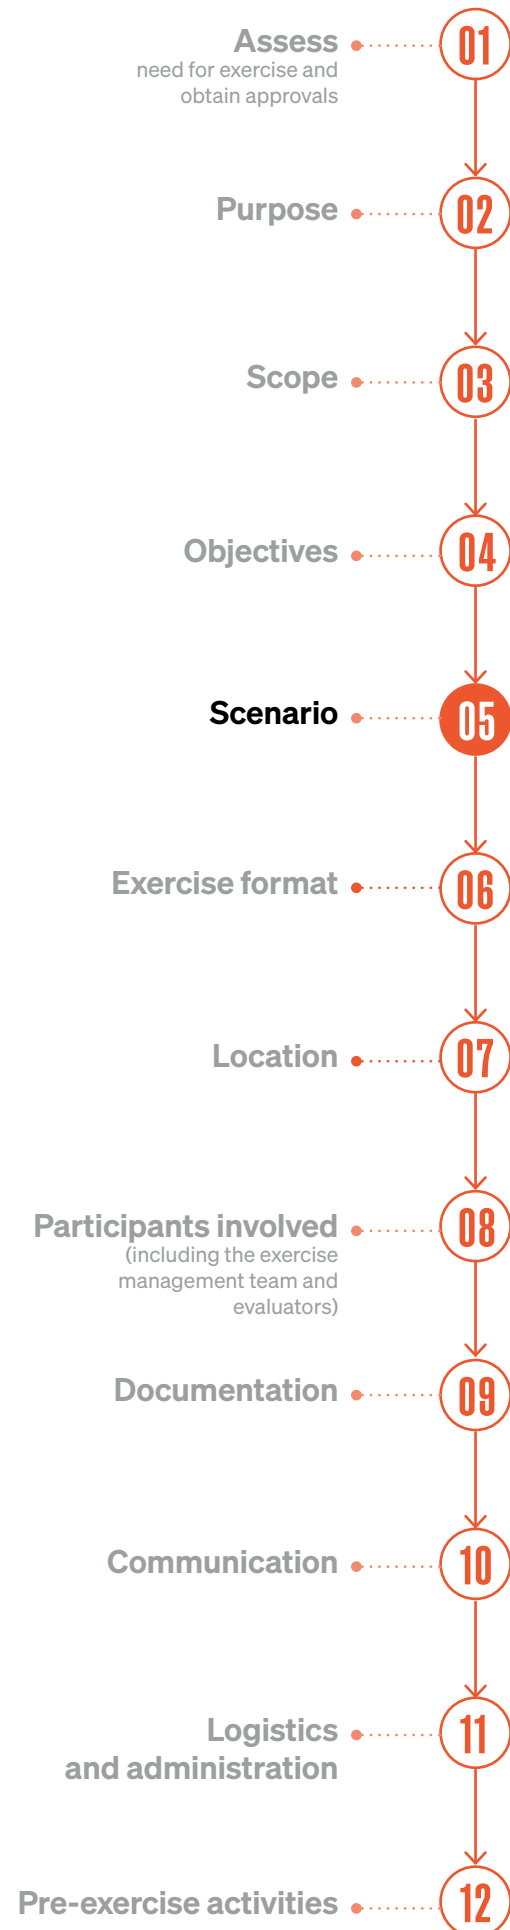 Assess
01
need for exercise and
obtain approvals
Purpose
02
Scope
03
Objectives
04
Scenario
05
Exercise format
06
Location
07
Participants involved
08
(including the exercise
management team and
evaluators)
Documentation
09
Communication
10
Logistics
11
and administration
Pre-exercise activities
12